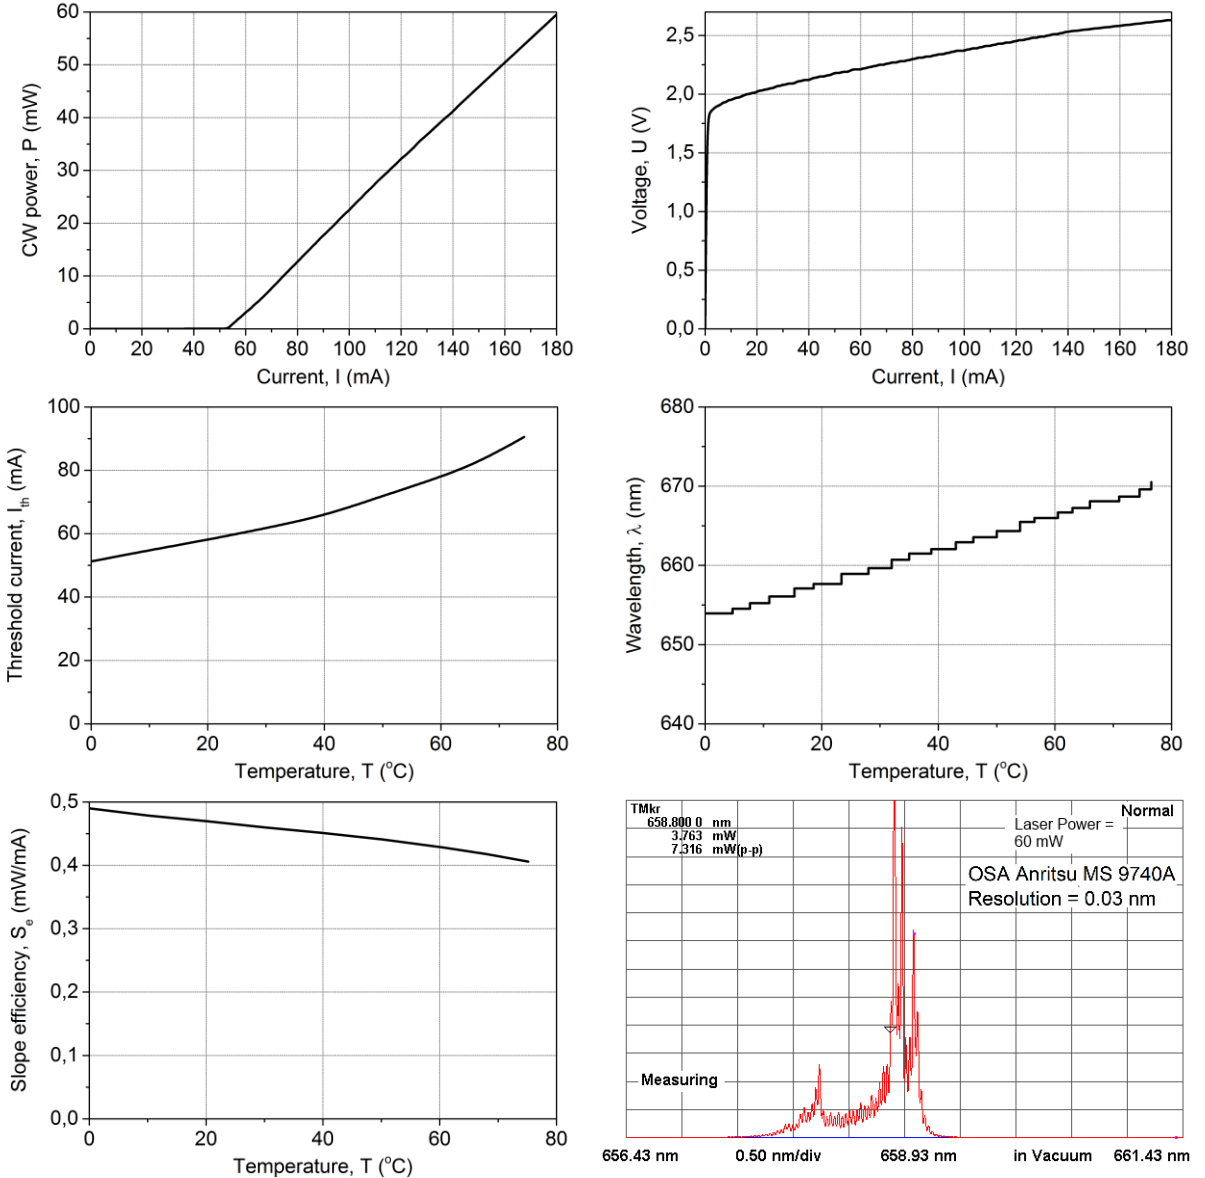 60
50
40
30
20
10
0
CW power, P (mW)
0 20 40 60 80 100 120 140 160 180
Current, I (mA)
2,5
2,0
1,5
1,0
0,5
0,0
Voltage, U (V)
0 20 40 60 80 100 120 140 160 180
Current, I (mA)
100
80
60
40
20
0
Threshold current, Ith (mA)
0 20 40 60 80
Temperature, T (°C)
680
670
660
650
640
Wavelength, λ (nm)
0 20 40 60 80
Temperature, T (°C)
0,5
0,4
0,3
0,2
0,1
0,0
Slope efficiency, Se (mW/mA)
0 20 40 60 80
Temperature, T (°C)
TMkr
658.800 0 nm
3.763 mW
7.316 mW(p-p)
Normal
Laser Power =
60 mW
OSA Anritsu MS 9740A
Resolution = 0.03 nm
Measuring
656.43 nm 0.50 nm/div 658.93 nm in Vacuum 661.43 nm